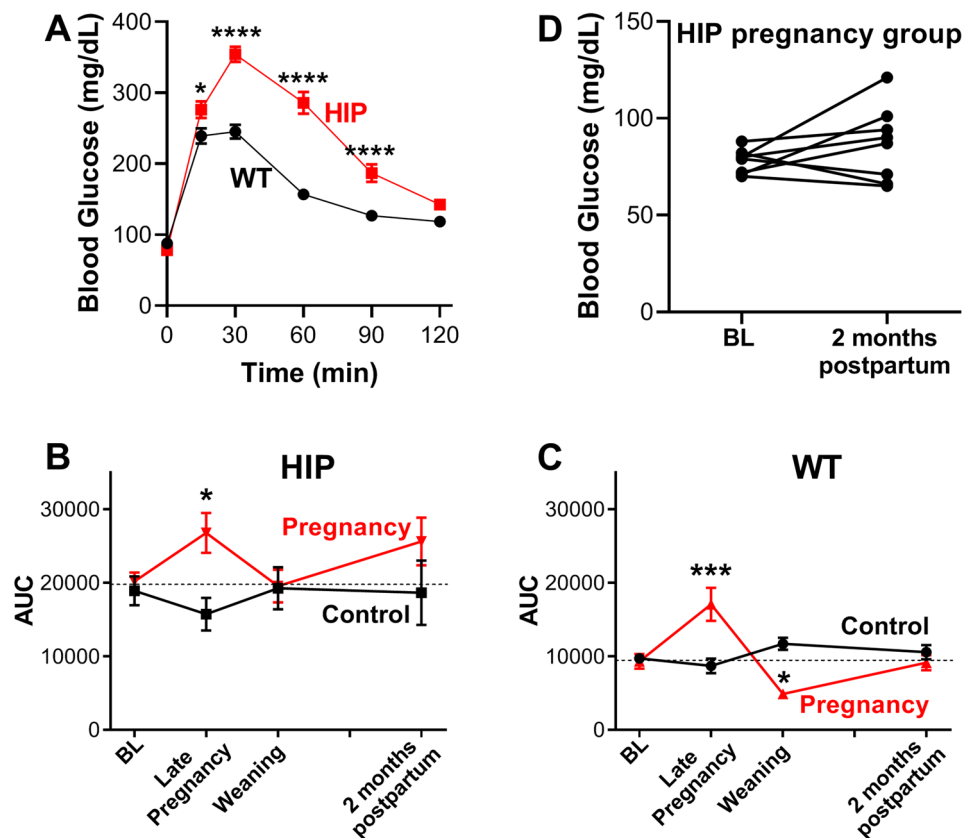 A
Blood Glucose (mg/dL)
400
300
200
100
0
*
****
****
****
HIP
WT
0
30
60
90
120
Time (min)
D
Blood Glucose (mg/dL)
150
100
50
0
HIP pregnancy group
BL
2 months
postpartum
B
HIP
AUC
30000
20000
10000
0
*
Pregnancy
Control
BL
Late
Pregnancy
Weaning
2 months
postpartum
C
WT
AUC
30000
20000
10000
0
***
Control
*
Pregnancy
BL
Late
Pregnancy
Weaning
2 months
postpartum